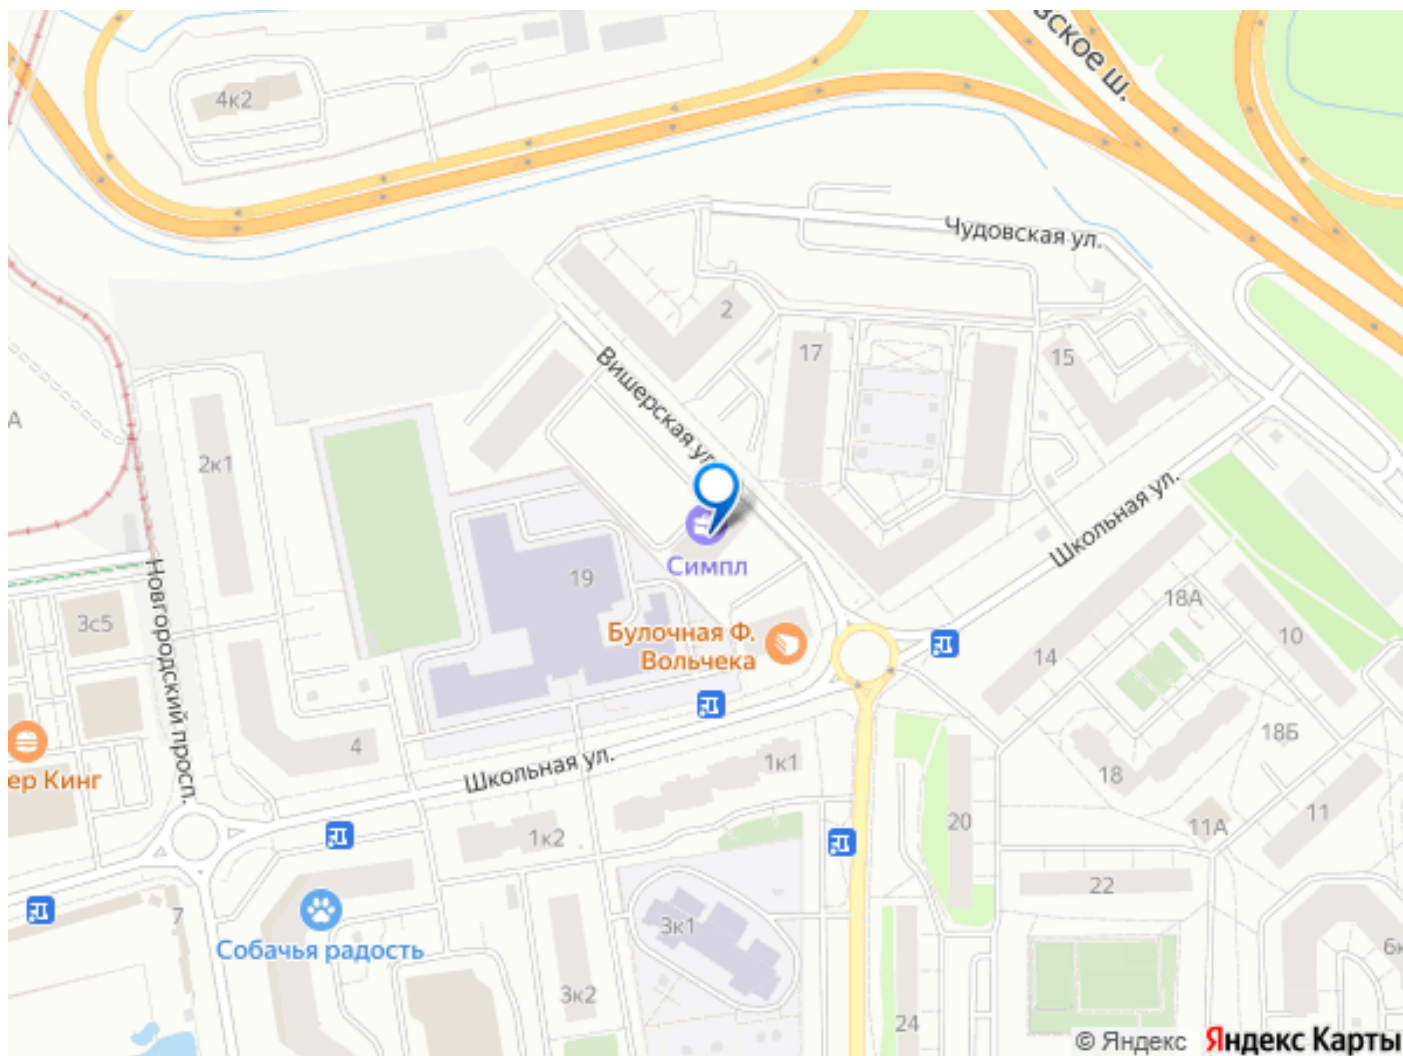 вское ш.
4к2
Чудовская ул.
2
17
15
Вишерская ул.
А
2к1
Школьная ул.
Симпл
19
18А
10
Новгородский просп.
3с5
Булочная Ф.
Вольчека
14
4
18Б
ер Кинг
Школьная ул.
1к1
18
11
20
11А
1к2
22
7
3к1
Собачья радость
6к
3к2
24
© Яндекс Яндекс Карты